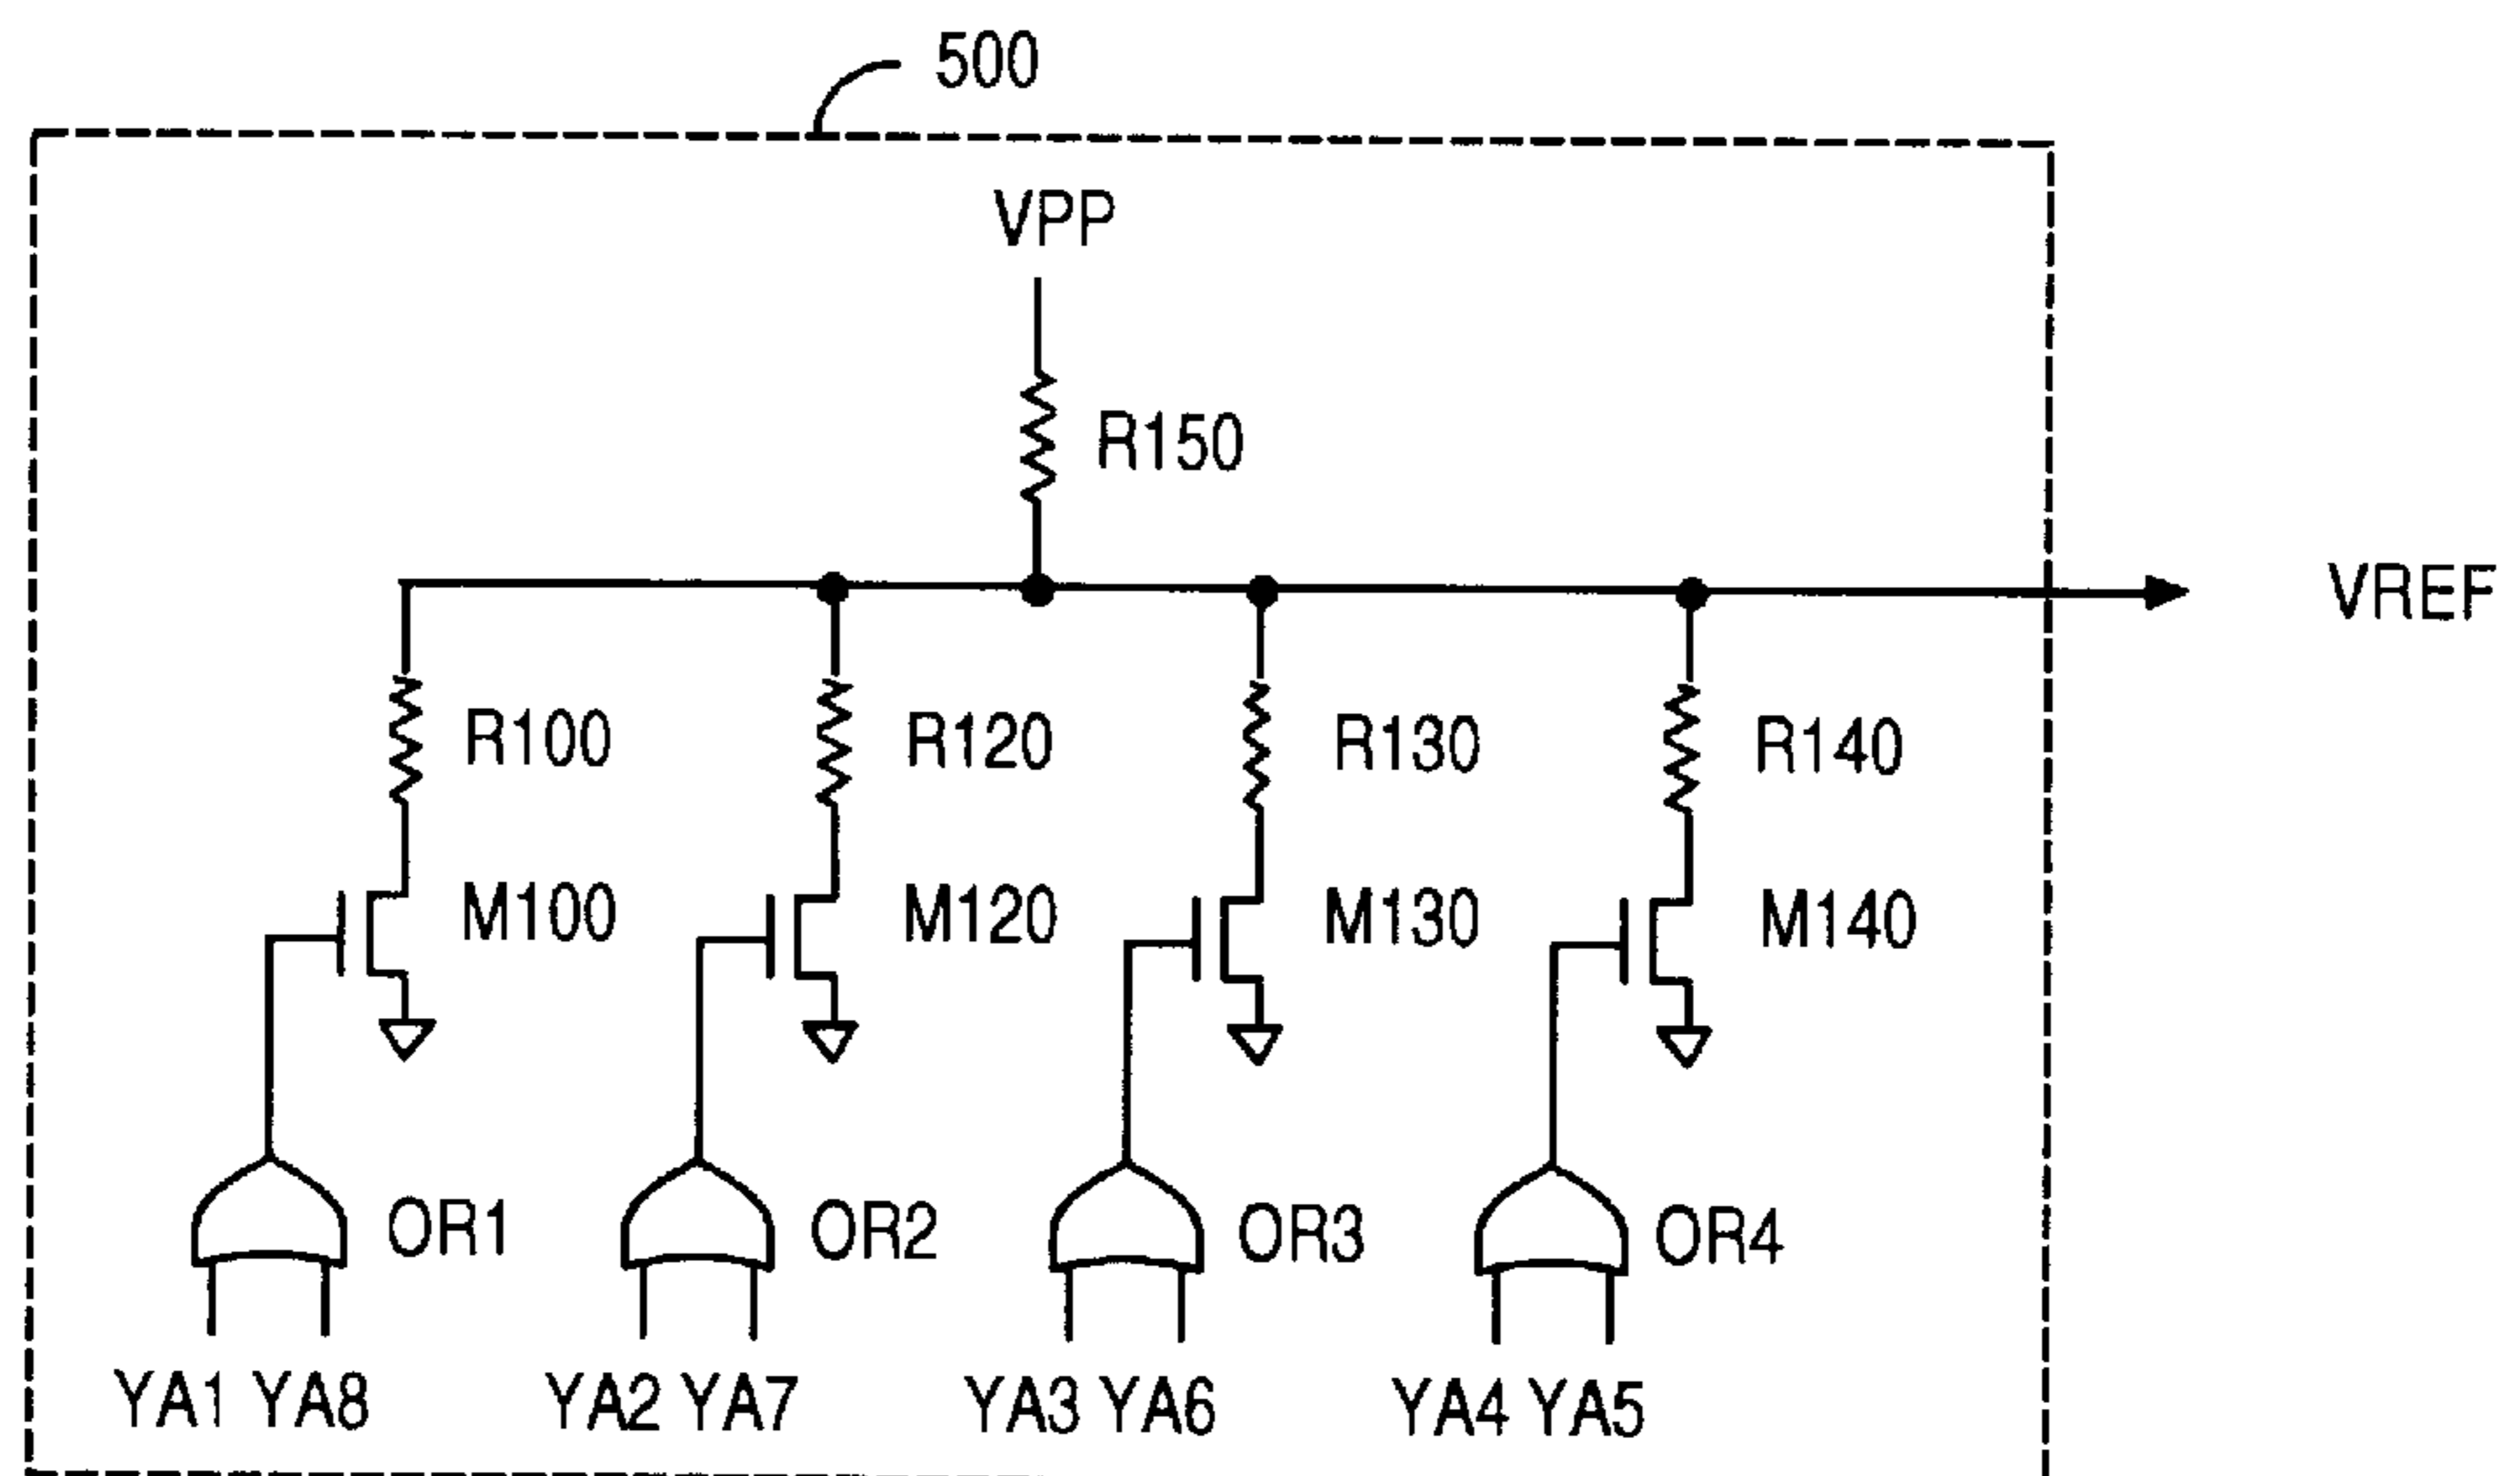 500
VPP
R150
VREF
R100 R120 R130 R140
M100 M120 M130 M140
OR1 OR2 OR3 OR4
YA1 YA8 YA2 YA7 YA3 YA6 YA4 YA5